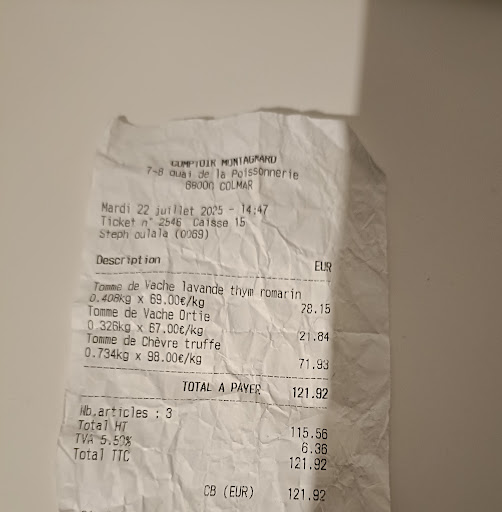 COMPTOIR MONTAGNARD
7-8 quai de la Poissonnerie
68000 COLMAR
Mardi 22 juillet 2025 - 14:47
Ticket n° 2546 Caisse 15
Steph oulala (0069)
Description EUR
Tomme de Vache lavande thym romarin
0.408kg x 69.00€/kg 28.15
Tomme de Vache Ortie
0.326kg x 67.00€/kg 21.84
Tomme de Chèvre truffe
0.734kg x 98.00€/kg 71.93
TOTAL A PAYER 121.92
Nb.articles : 3
Total HT 115.56
TVA 5.50% 6.36
Total TTC 121.92
CB (EUR) 121.92